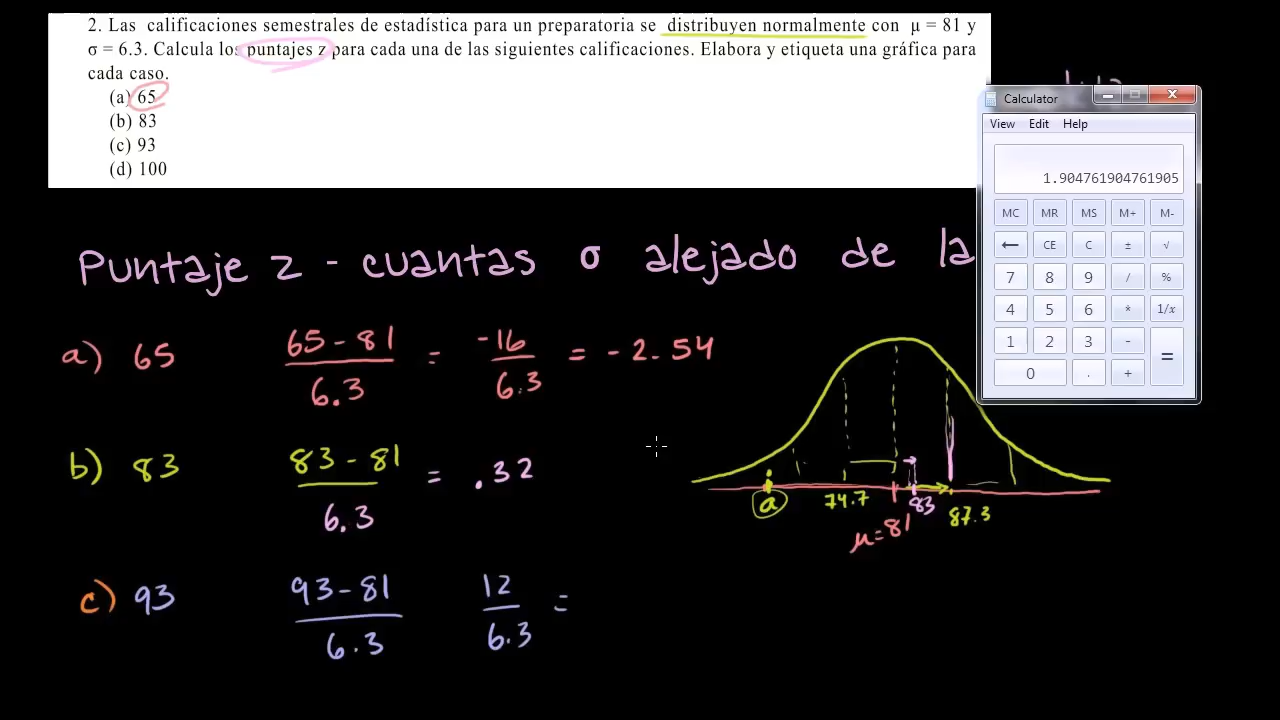 2. Las calificaciones semestrales de estadística para un preparatoria se distribuyen normalmente con μ = 81 y
σ = 6.3. Calcula los puntajes z para cada una de las siguientes calificaciones. Elabora y etiqueta una gráfica para
cada caso.
(a) 65
(b) 83
(c) 93
(d) 100
Calculator
View Edit Help
1.904761904761905
MC MR MS M+ M-
← CE C ± √
7 8 9 / %
4 5 6 * 1/x
1 2 3 - =
0 . +
Puntaje z - cuantas σ alejado de la
a) 65 65 - 81 / 6.3 = -16 / 6.3 = -2.54
b) 83 83 - 81 / 6.3 = .32
c) 93 93 - 81 / 6.3 12 / 6.3 =
a 74.7 μ=81 83 87.3